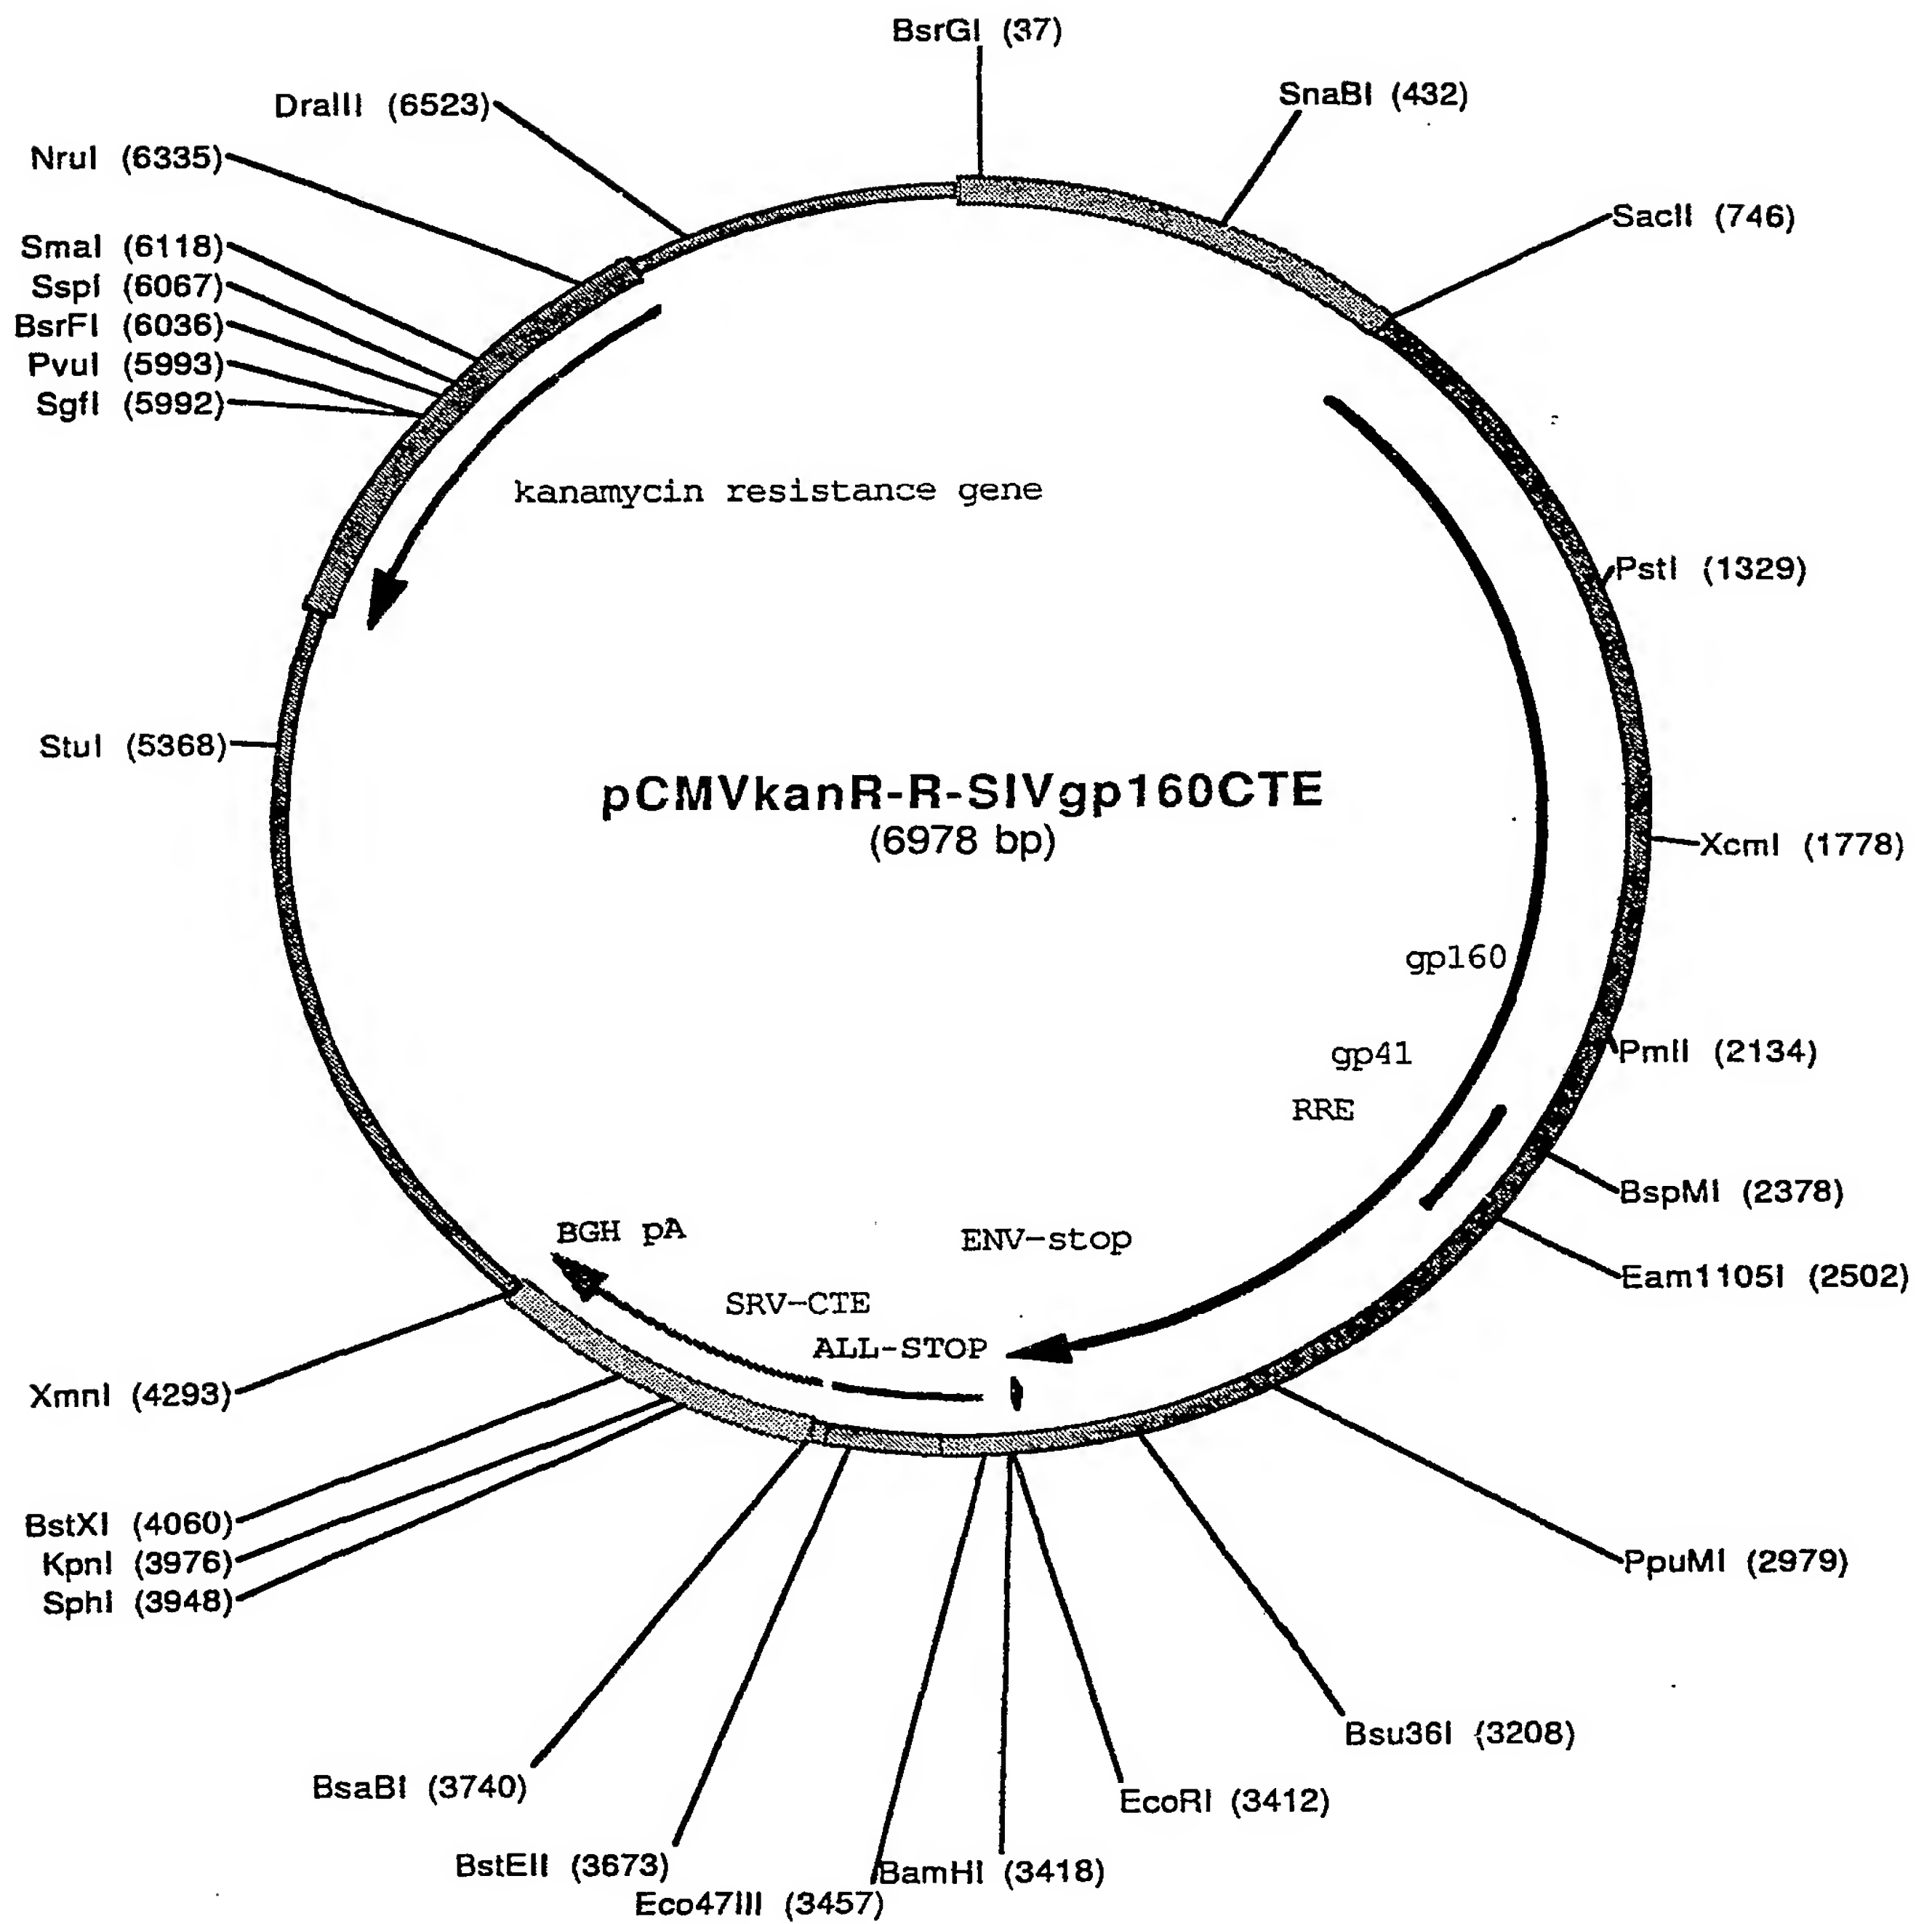 BsrGI (37)
DraIII (6523)
SnaBI (432)
NruI (6335)
SacII (746)
SmaI (6118)
SspI (6067)
BsrFI (6036)
PvuI (5993)
SgfI (5992)
kanamycin resistance gene
PstI (1329)
StuI (5368)
pCMVkanR-R-SIVgp160CTE
(6978 bp)
XcmI (1778)
gp160
gp41
PmlI (2134)
RRE
BspMI (2378)
BGH pA
ENV-stop
Eam1105I (2502)
SRV-CTE
ALL-STOP
XmnI (4293)
BstXI (4060)
KpnI (3976)
PpuMI (2979)
SphI (3948)
Bsu36I (3208)
BsaBI (3740)
EcoRI (3412)
BstEII (3673)
BamHI (3418)
Eco47III (3457)